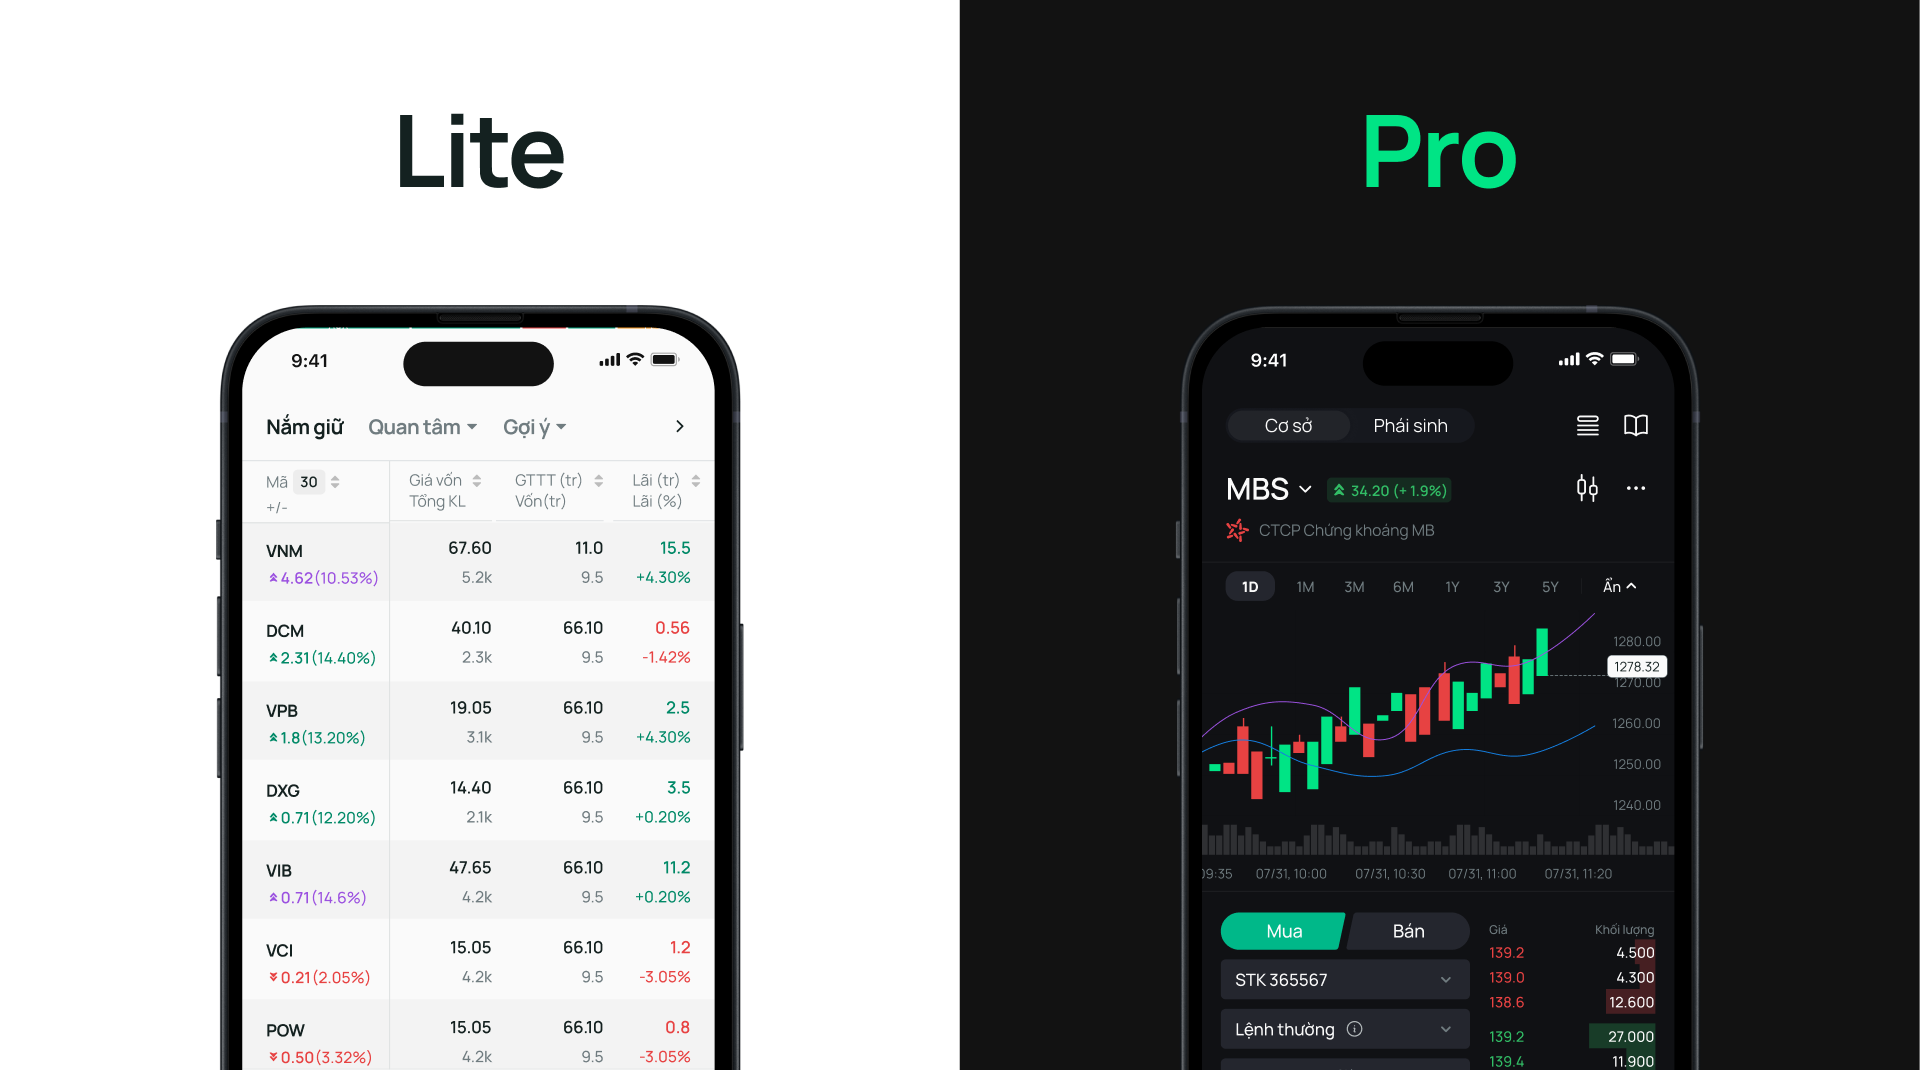 Lite
9:41
Nắm giữ Quan tâm Gợi ý
Mã 30 Giá vốn GTTT (tr) Lãi (tr)
+/- Tổng KL Vốn(tr) Lãi (%)
VNM 67.60 11.0 15.5
4.62(10.53%) 5.2k 9.5 +4.30%
DCM 40.10 66.10 0.56
2.31(14.40%) 2.3k 9.5 -1.42%
VPB 19.05 66.10 2.5
1.8(13.20%) 3.1k 9.5 +4.30%
DXG 14.40 66.10 3.5
0.71(12.20%) 2.1k 9.5 +0.20%
VIB 47.65 66.10 11.2
0.71(14.6%) 4.2k 9.5 +0.20%
VCI 15.05 66.10 1.2
0.21(2.05%) 4.2k 9.5 -3.05%
POW 15.05 66.10 0.8
0.50(3.32%) 4.2k 9.5 -3.05%
Pro
9:41
Cơ sở Phái sinh
MBS 34.20 (+ 1.9%)
CTCP Chứng khoáng MB
1D 1M 3M 6M 1Y 3Y 5Y Ẩn
1280.00
1278.32
1270.00
1260.00
1250.00
1240.00
09:35 07/31, 10:00 07/31, 10:30 07/31, 11:00 07/31, 11:20
Mua Bán
STK 365567
Lệnh thường
Giá Khối lượng
139.2 4.500
139.0 4.300
138.6 12.600
139.2 27.000
139.4 11.900